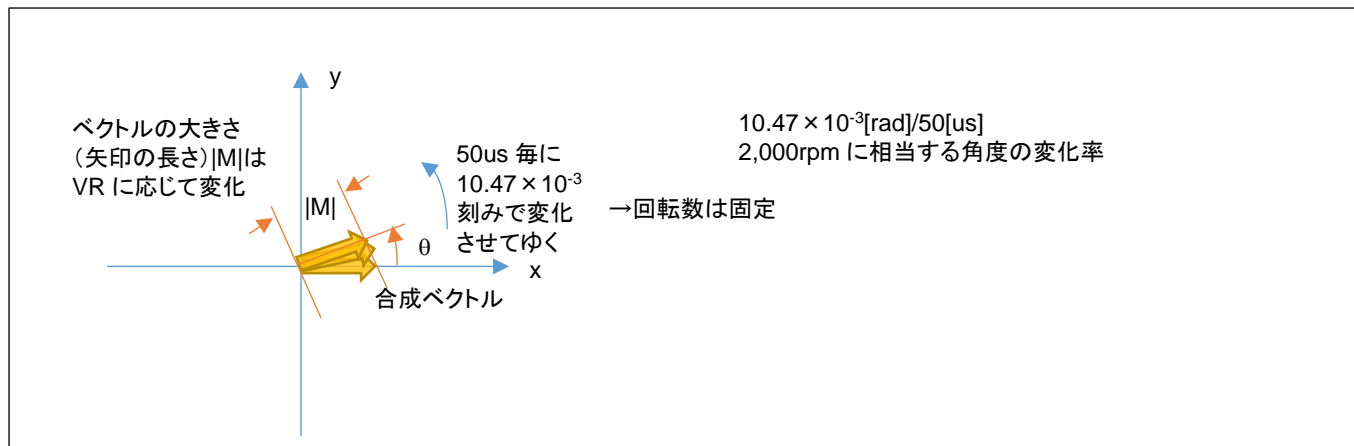 y
ベクトルの大きさ
（矢印の長さ）|M|は
VR に応じて変化
|M|
50us 毎に
10.47×10⁻³
刻みで変化
させてゆく
→回転数は固定
10.47×10⁻³[rad]/50[us]
2,000rpm に相当する角度の変化率
θ
x
合成ベクトル